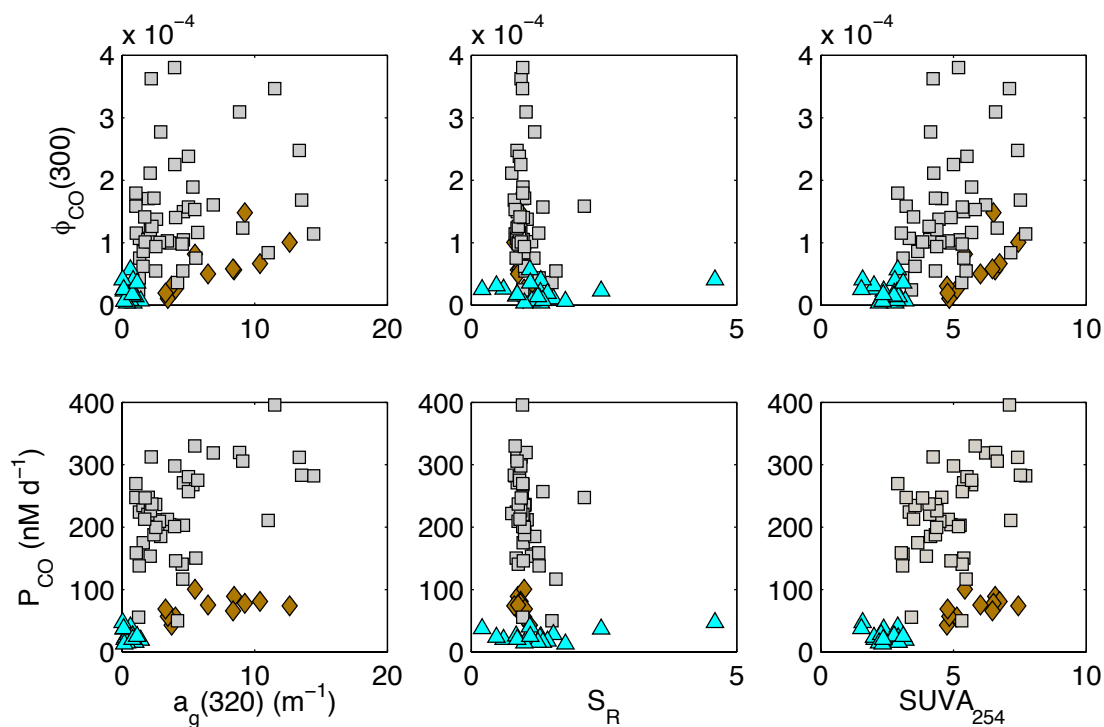 x 10⁻⁴ x 10⁻⁴ x 10⁻⁴
4 4 4
3 3 3
ϕCO(300)
2 2 2
1 1 1
0 0 0
0 10 20 0 5 0 5 10
400 400 400
300 300 300
PCO (nM d⁻¹)
200 200 200
100 100 100
0 0 0
0 10 20 0 5 0 5 10
ag(320) (m⁻¹) SR SUVA254